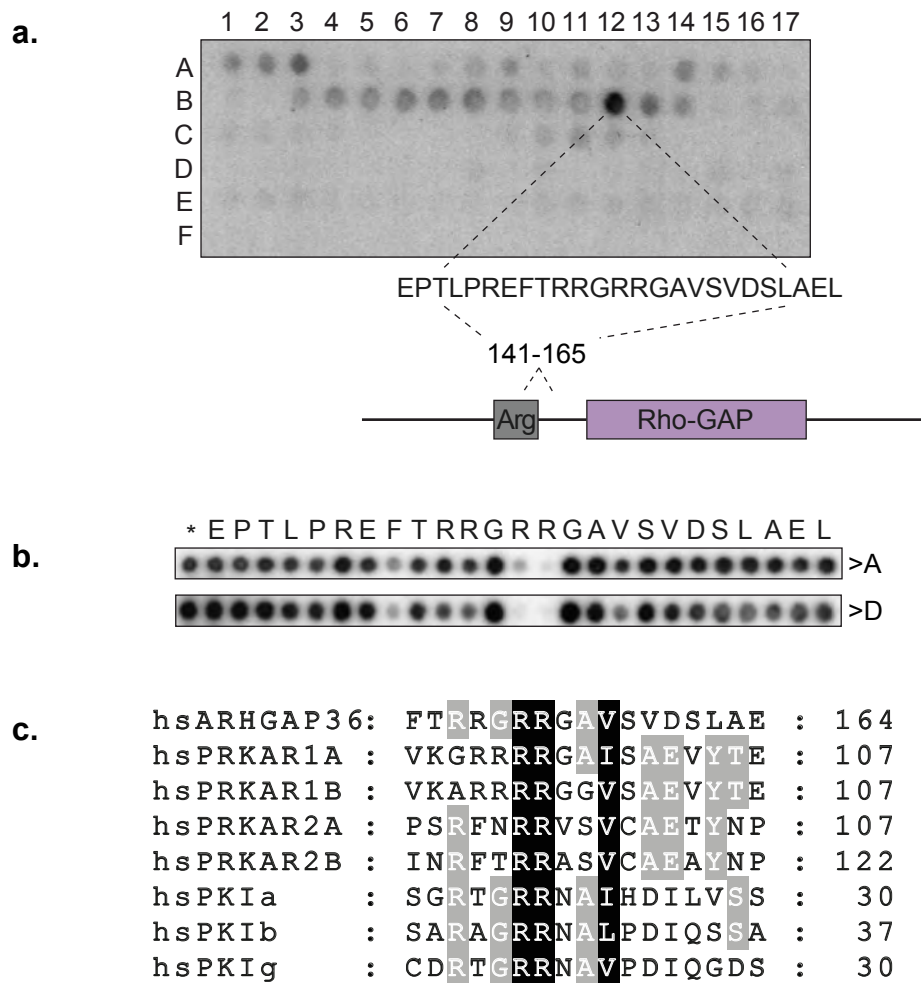 a.
1 2 3 4 5 6 7 8 9 10 11 12 13 14 15 16 17
A
B
C
D
E
F
EPTLPREFTRRGRRGAVSVDSLAEL
141-165
Arg
Rho-GAP
b.
* E P T L P R E F T R R G R R G A V S V D S L A E L
>A
>D
c.
hsARHGAP36: FTRRGRRGAVSVDSLAE : 164
hsPRKAR1A : VKGRRRRGAISAEVYTE : 107
hsPRKAR1B : VKARRRRGGVSAEVYTE : 107
hsPRKAR2A : PSRFNRRVSVCAETYNP : 107
hsPRKAR2B : INRFTRRASVCAEAYNP : 122
hsPKIa : SGRTGRRNAIHDILVSS : 30
hsPKIb : SARAGRRNALPDIQSSA : 37
hsPKIg : CDRTGRRNAVPDIQGDS : 30